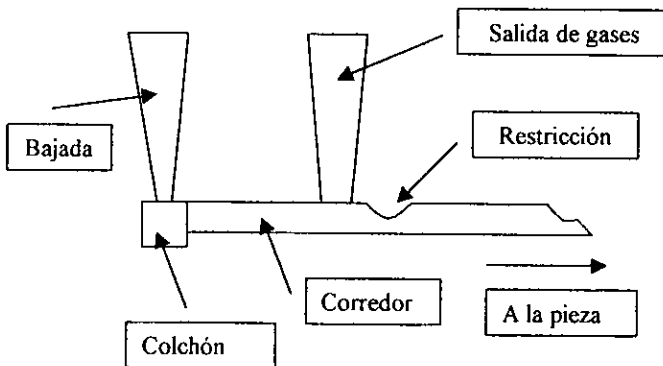 Salida de gases
Bajada
Restricción
Corredor
A la pieza
Colchón